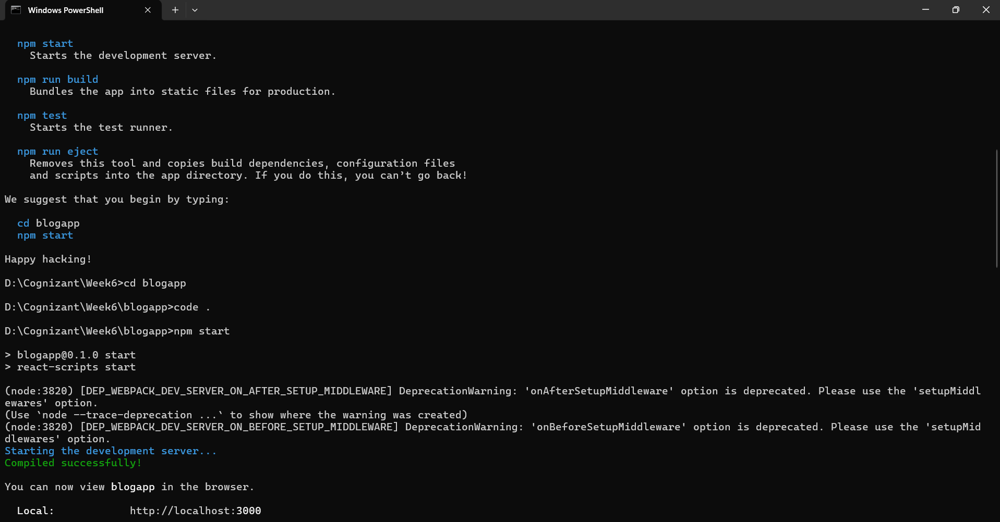 Windows PowerShell
npm start
Starts the development server.
npm run build
Bundles the app into static files for production.
npm test
Starts the test runner.
npm run eject
Removes this tool and copies build dependencies, configuration files
and scripts into the app directory. If you do this, you can’t go back!
We suggest that you begin by typing:
cd blogapp
npm start
Happy hacking!
D:\Cognizant\Week6>cd blogapp
D:\Cognizant\Week6\blogapp>code .
D:\Cognizant\Week6\blogapp>npm start
> blogapp@0.1.0 start
> react-scripts start
(node:3820) [DEP_WEBPACK_DEV_SERVER_ON_AFTER_SETUP_MIDDLEWARE] DeprecationWarning: 'onAfterSetupMiddleware' option is deprecated. Please use the 'setupMiddl
ewares' option.
(Use `node --trace-deprecation ...` to show where the warning was created)
(node:3820) [DEP_WEBPACK_DEV_SERVER_ON_BEFORE_SETUP_MIDDLEWARE] DeprecationWarning: 'onBeforeSetupMiddleware' option is deprecated. Please use the 'setupMid
dlewares' option.
Starting the development server...
Compiled successfully!
You can now view blogapp in the browser.
Local: http://localhost:3000